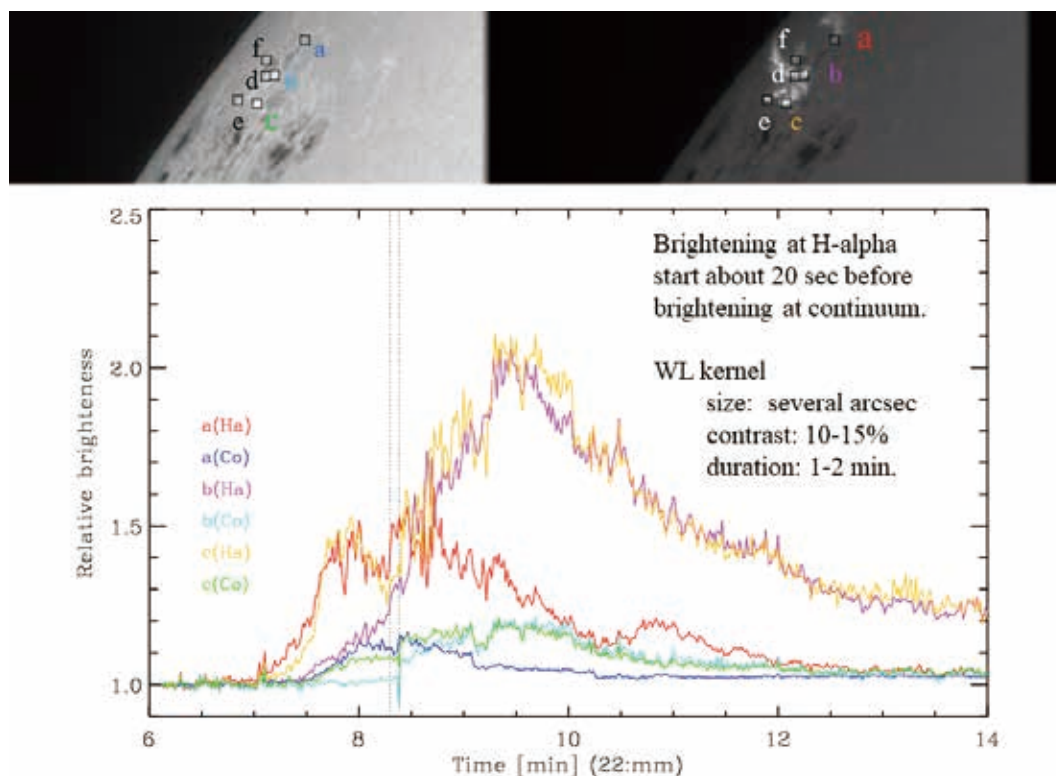 f
a
d
b
e
c
f
a
d
b
e
c
2.5
Brightening at H-alpha
start about 20 sec before
brightening at continuum.
2.0
WL kernel
size: several arcsec
contrast: 10-15%
duration: 1-2 min.
Relative brightness
a(Ha)
a(Co)
b(Ha)
b(Co)
c(Ha)
c(Co)
1.5
1.0
6
8
10
12
14
Time [min] (22:mm)